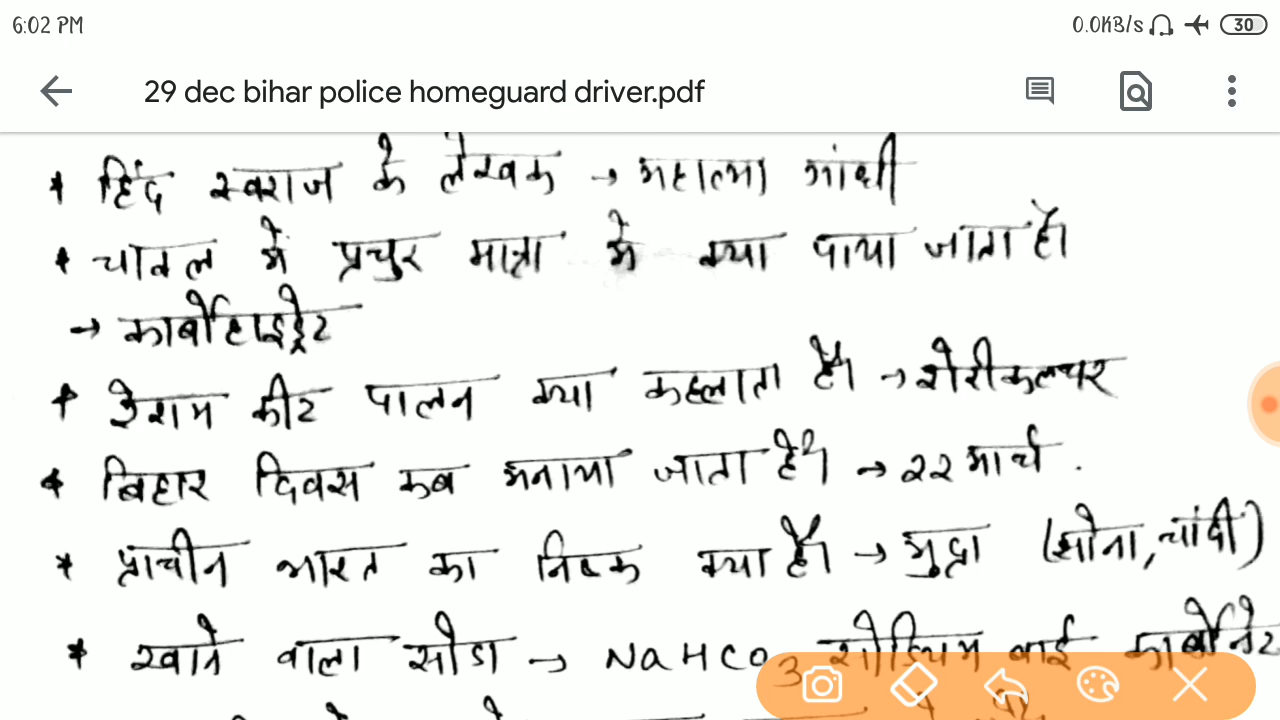 6:02 PM 0.0KB/s 30
29 dec bihar police homeguard driver.pdf
* हिंद स्वराज के लेखक → महात्मा गांधी
* चावल में प्रचुर मात्रा मे क्या पाया जाता है।
→ कार्बोहाइड्रेट
* रेशम कीट पालन क्या कहलाता है। → शेरीकल्चर
* बिहार दिवस कब मनाया जाता है? → २२ मार्च .
* प्राचीन भारत का निष्क क्या है। → मुद्रा (सोना, चांदी)
* खाने वाला सोडा → NaHCO3 सोडियम बाई कार्बोनेट